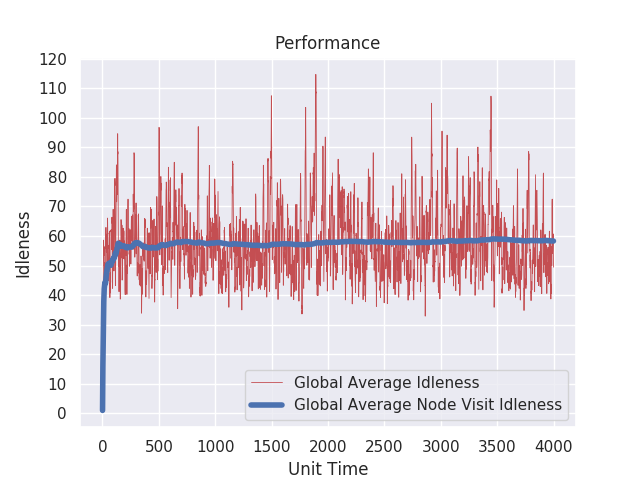 Performance
120
110
100
90
80
70
60
50
40
30
20
10
0
Idleness
Global Average Idleness
Global Average Node Visit Idleness
0 500 1000 1500 2000 2500 3000 3500 4000
Unit Time